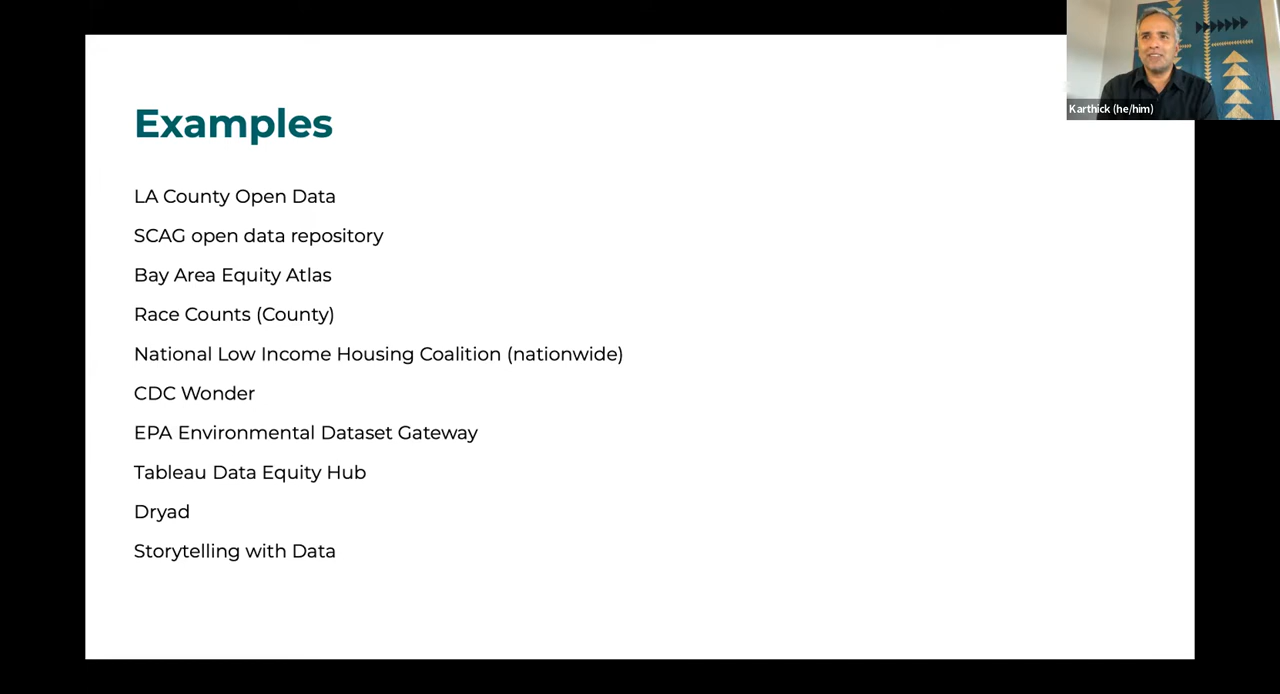 Examples
LA County Open Data
SCAG open data repository
Bay Area Equity Atlas
Race Counts (County)
National Low Income Housing Coalition (nationwide)
CDC Wonder
EPA Environmental Dataset Gateway
Tableau Data Equity Hub
Dryad
Storytelling with Data
Karthick (he/him)